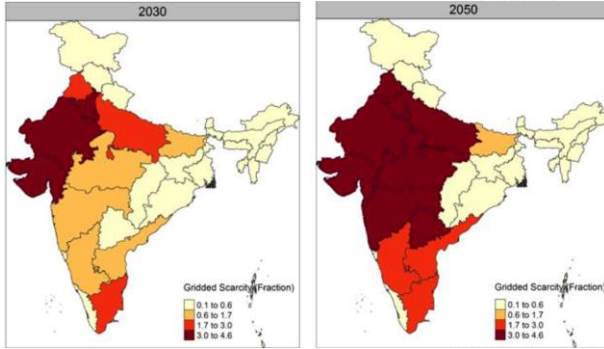 2030
2050
Gridded Scarcity (Fraction)
0.1 to 0.6
0.6 to 1.7
1.7 to 3.0
3.0 to 4.6
Gridded Scarcity (Fraction)
0.1 to 0.6
0.6 to 1.7
1.7 to 3.0
3.0 to 4.6